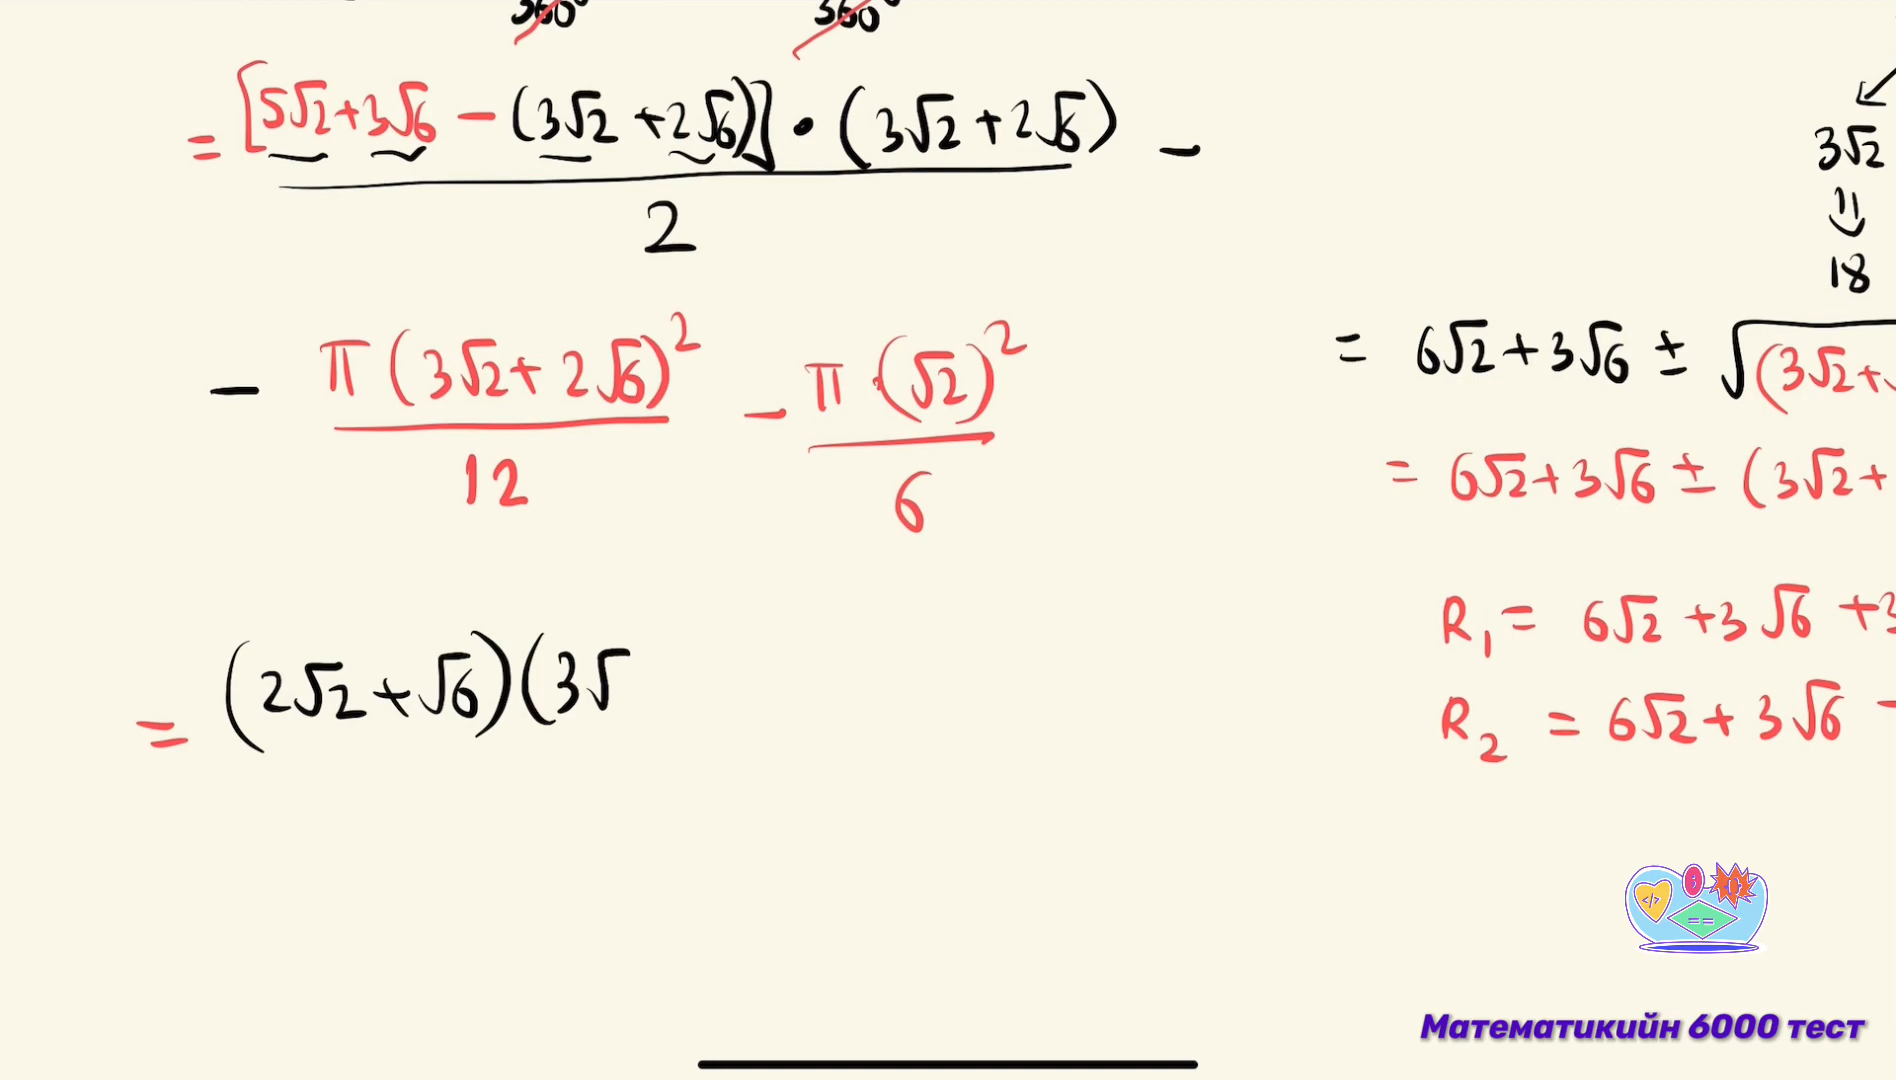 360° 360°
= [5√2+3√6 - (3√2+2√6)] • (3√2+2√6) -
2
- π(3√2+2√6)² - π·(√2)²
12 6
= (2√2+√6)(3√
3√2
18
= 6√2+3√6 ± √(3√2+
= 6√2+3√6 ± (3√2+
R₁ = 6√2+3√6+3
R₂ = 6√2+3√6 -
</> } { ==
Математикийн 6000 тест